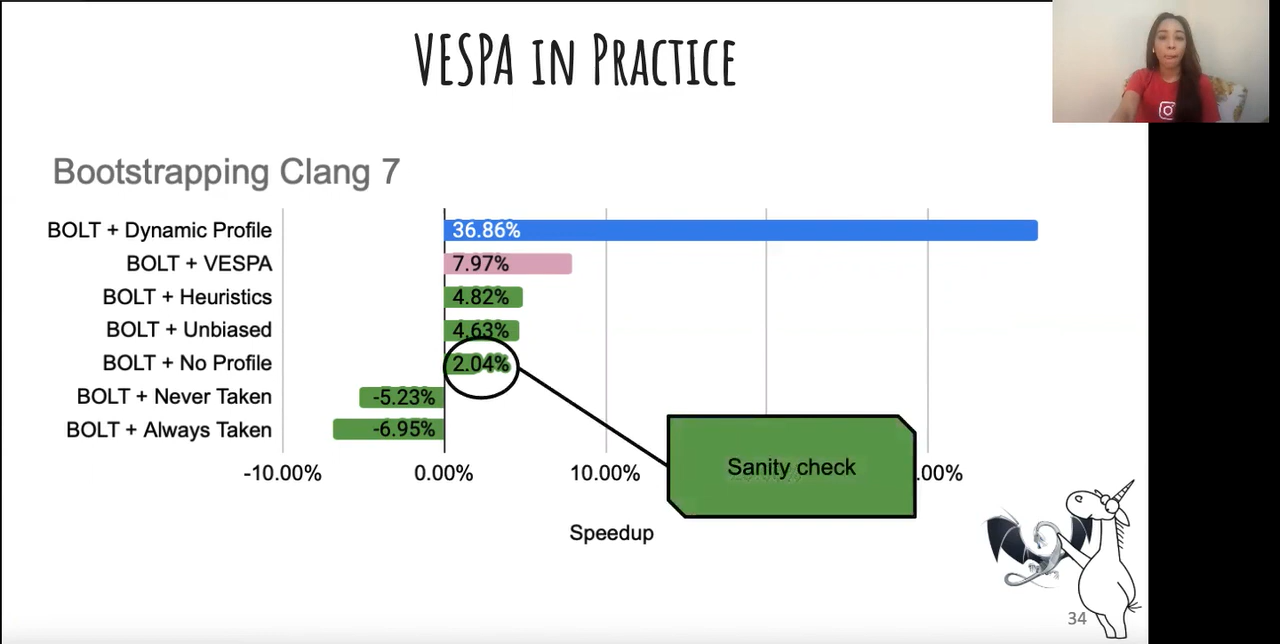 VESPA IN PRACTICE
Bootstrapping Clang 7
BOLT + Dynamic Profile 36.86%
BOLT + VESPA 7.97%
BOLT + Heuristics 4.82%
BOLT + Unbiased 4.63%
BOLT + No Profile 2.04%
BOLT + Never Taken -5.23%
BOLT + Always Taken -6.95%
Sanity check
-10.00% 0.00% 10.00% .00%
Speedup
34